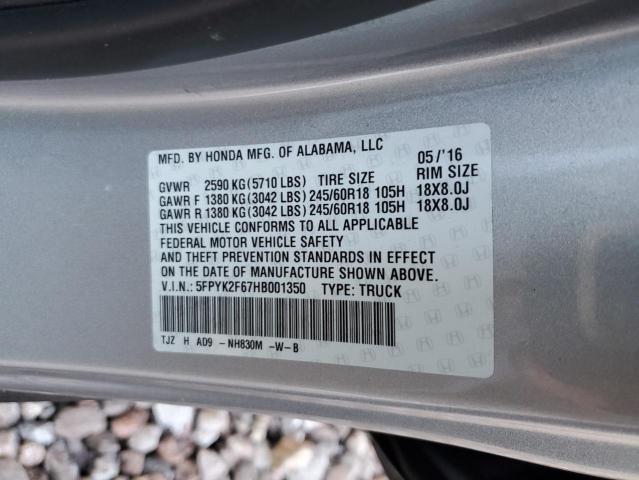 MFD. BY HONDA MFG. OF ALABAMA, LLC 05/'16
GVWR 2590 KG(5710 LBS) TIRE SIZE RIM SIZE
GAWR F 1380 KG(3042 LBS) 245/60R18 105H 18X8.0J
GAWR R 1380 KG(3042 LBS) 245/60R18 105H 18X8.0J
THIS VEHICLE CONFORMS TO ALL APPLICABLE
FEDERAL MOTOR VEHICLE SAFETY
AND THEFT PREVENTION STANDARDS IN EFFECT
ON THE DATE OF MANUFACTURE SHOWN ABOVE.
V.I.N.: 5FPYK2F67HB001350 TYPE: TRUCK
TJZ H AD9 -NH830M -W-B